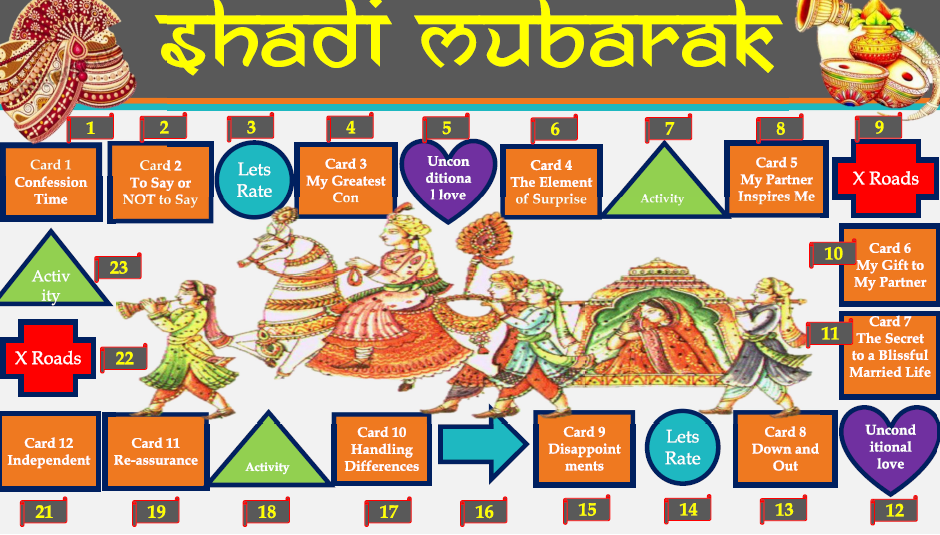 Shadi Mubarak
1
2
3
4
5
6
7
8
9
Card 1
Confession
Time
Card 2
To Say or
NOT to Say
Lets
Rate
Card 3
My Greatest
Con
Uncon
ditiona
l love
Card 4
The Element
of Surprise
Activity
Card 5
My Partner
Inspires Me
X Roads
10
Card 6
My Gift to
My Partner
11
Card 7
The Secret
to a Blissful
Married Life
Activ
ity
23
X Roads
22
Card 12
Independent
Card 11
Re-assurance
Activity
Card 10
Handling
Differences
Card 9
Disappoint
ments
Lets
Rate
Card 8
Down and
Out
Uncond
itional
love
21
19
18
17
16
15
14
13
12